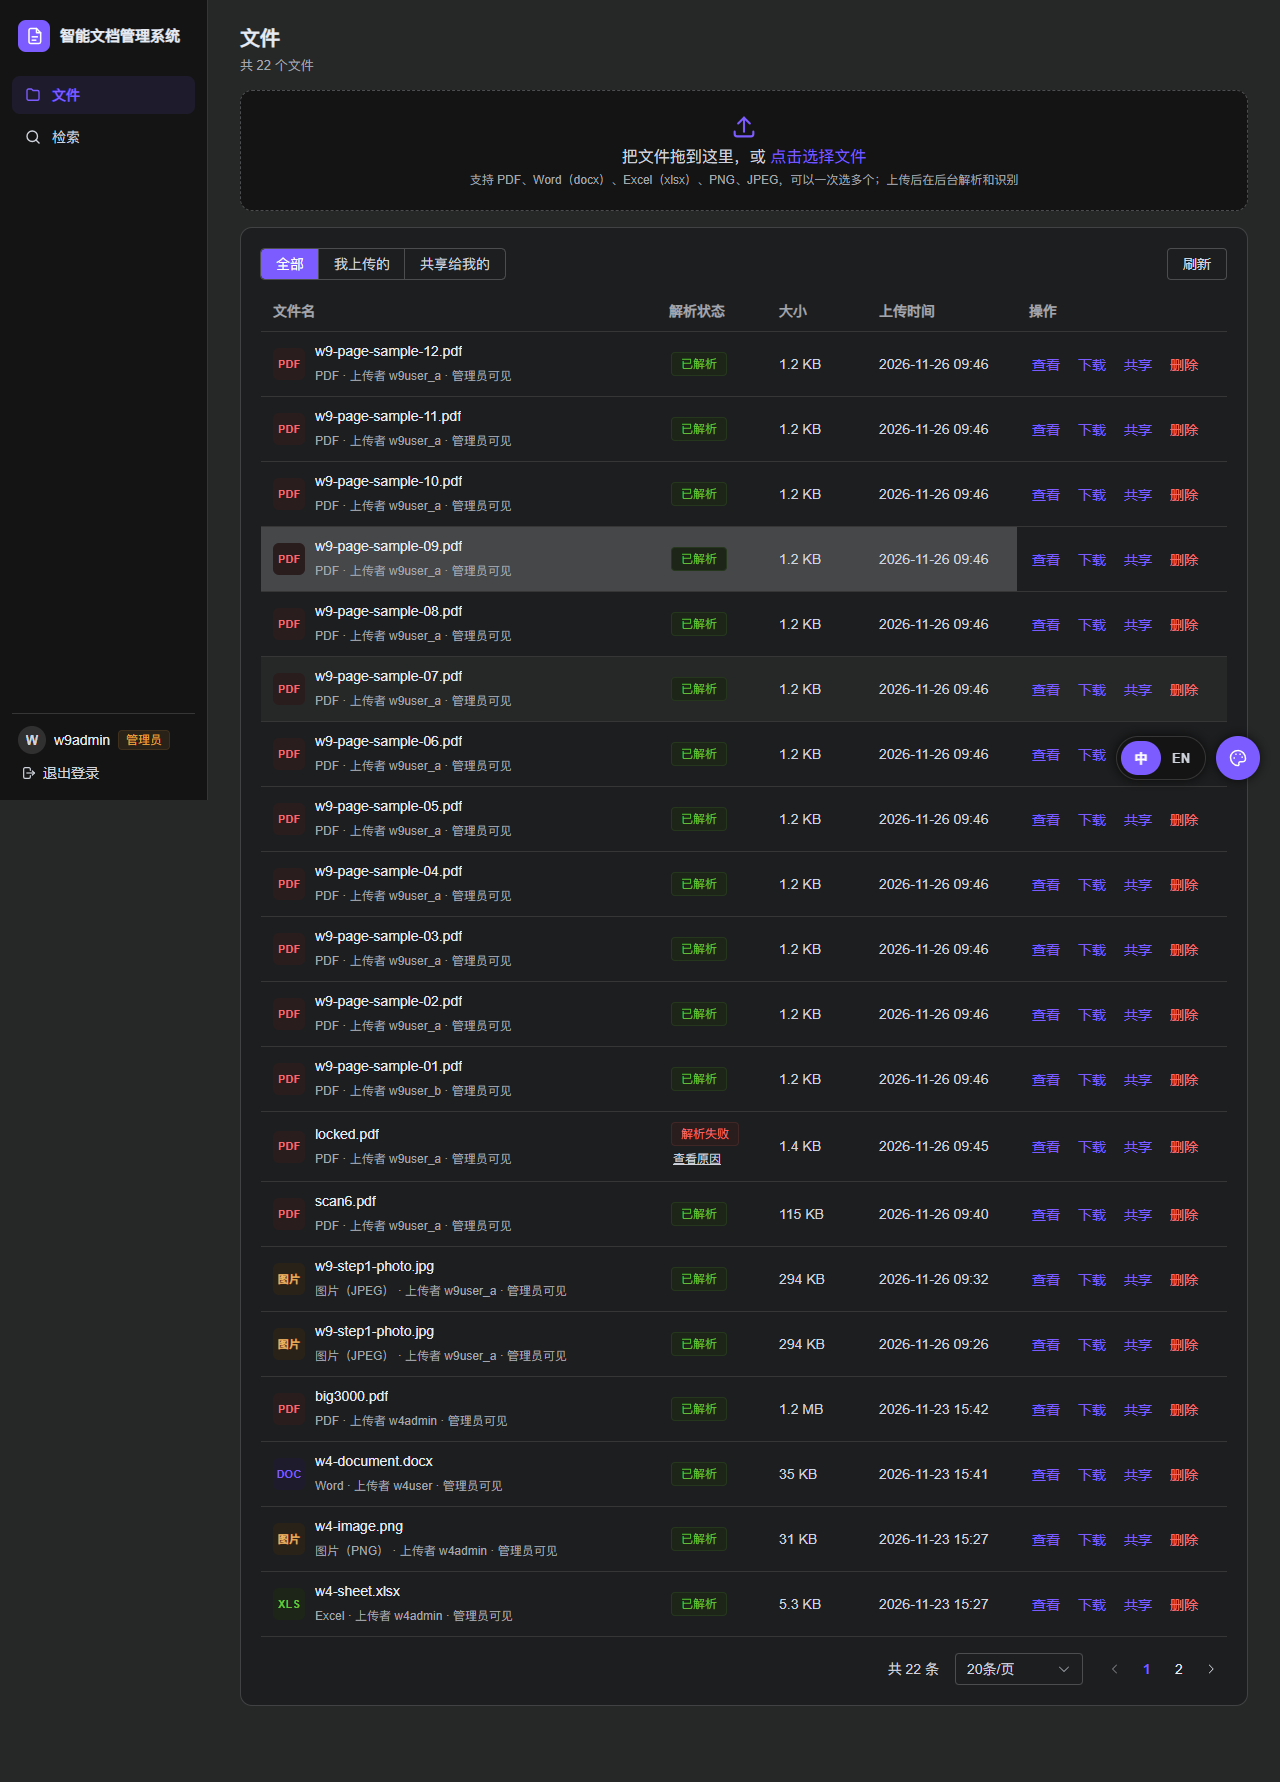 智能文档管理系统
文件
检索
w9admin 管理员
退出登录
文件
共 22 个文件
把文件拖到这里，或 点击选择文件
支持 PDF、Word（docx）、Excel（xlsx）、PNG、JPEG，可以一次选多个；上传后在后台解析和识别
全部 我上传的 共享给我的 刷新
文件名 解析状态 大小 上传时间 操作
PDF w9-page-sample-12.pdf 已解析 1.2 KB 2026-11-26 09:46 查看 下载 共享 删除
PDF · 上传者 w9user_a · 管理员可见
PDF w9-page-sample-11.pdf 已解析 1.2 KB 2026-11-26 09:46 查看 下载 共享 删除
PDF · 上传者 w9user_a · 管理员可见
PDF w9-page-sample-10.pdf 已解析 1.2 KB 2026-11-26 09:46 查看 下载 共享 删除
PDF · 上传者 w9user_a · 管理员可见
PDF w9-page-sample-09.pdf 已解析 1.2 KB 2026-11-26 09:46 查看 下载 共享 删除
PDF · 上传者 w9user_a · 管理员可见
PDF w9-page-sample-08.pdf 已解析 1.2 KB 2026-11-26 09:46 查看 下载 共享 删除
PDF · 上传者 w9user_a · 管理员可见
PDF w9-page-sample-07.pdf 已解析 1.2 KB 2026-11-26 09:46 查看 下载 共享 删除
PDF · 上传者 w9user_a · 管理员可见
PDF w9-page-sample-06.pdf 已解析 1.2 KB 2026-11-26 09:46 查看 下载 中 EN
PDF · 上传者 w9user_a · 管理员可见
PDF w9-page-sample-05.pdf 已解析 1.2 KB 2026-11-26 09:46 查看 下载 共享 删除
PDF · 上传者 w9user_a · 管理员可见
PDF w9-page-sample-04.pdf 已解析 1.2 KB 2026-11-26 09:46 查看 下载 共享 删除
PDF · 上传者 w9user_a · 管理员可见
PDF w9-page-sample-03.pdf 已解析 1.2 KB 2026-11-26 09:46 查看 下载 共享 删除
PDF · 上传者 w9user_a · 管理员可见
PDF w9-page-sample-02.pdf 已解析 1.2 KB 2026-11-26 09:46 查看 下载 共享 删除
PDF · 上传者 w9user_a · 管理员可见
PDF w9-page-sample-01.pdf 已解析 1.2 KB 2026-11-26 09:46 查看 下载 共享 删除
PDF · 上传者 w9user_b · 管理员可见
PDF locked.pdf 解析失败 1.4 KB 2026-11-26 09:45 查看 下载 共享 删除
PDF · 上传者 w9user_a · 管理员可见 查看原因
PDF scan6.pdf 已解析 115 KB 2026-11-26 09:40 查看 下载 共享 删除
PDF · 上传者 w9user_a · 管理员可见
图片 w9-step1-photo.jpg 已解析 294 KB 2026-11-26 09:32 查看 下载 共享 删除
图片（JPEG） · 上传者 w9user_a · 管理员可见
图片 w9-step1-photo.jpg 已解析 294 KB 2026-11-26 09:26 查看 下载 共享 删除
图片（JPEG） · 上传者 w9user_a · 管理员可见
PDF big3000.pdf 已解析 1.2 MB 2026-11-23 15:42 查看 下载 共享 删除
PDF · 上传者 w4admin · 管理员可见
DOC w4-document.docx 已解析 35 KB 2026-11-23 15:41 查看 下载 共享 删除
Word · 上传者 w4user · 管理员可见
图片 w4-image.png 已解析 31 KB 2026-11-23 15:27 查看 下载 共享 删除
图片（PNG） · 上传者 w4admin · 管理员可见
XLS w4-sheet.xlsx 已解析 5.3 KB 2026-11-23 15:27 查看 下载 共享 删除
Excel · 上传者 w4admin · 管理员可见
共 22 条 20条/页 1 2